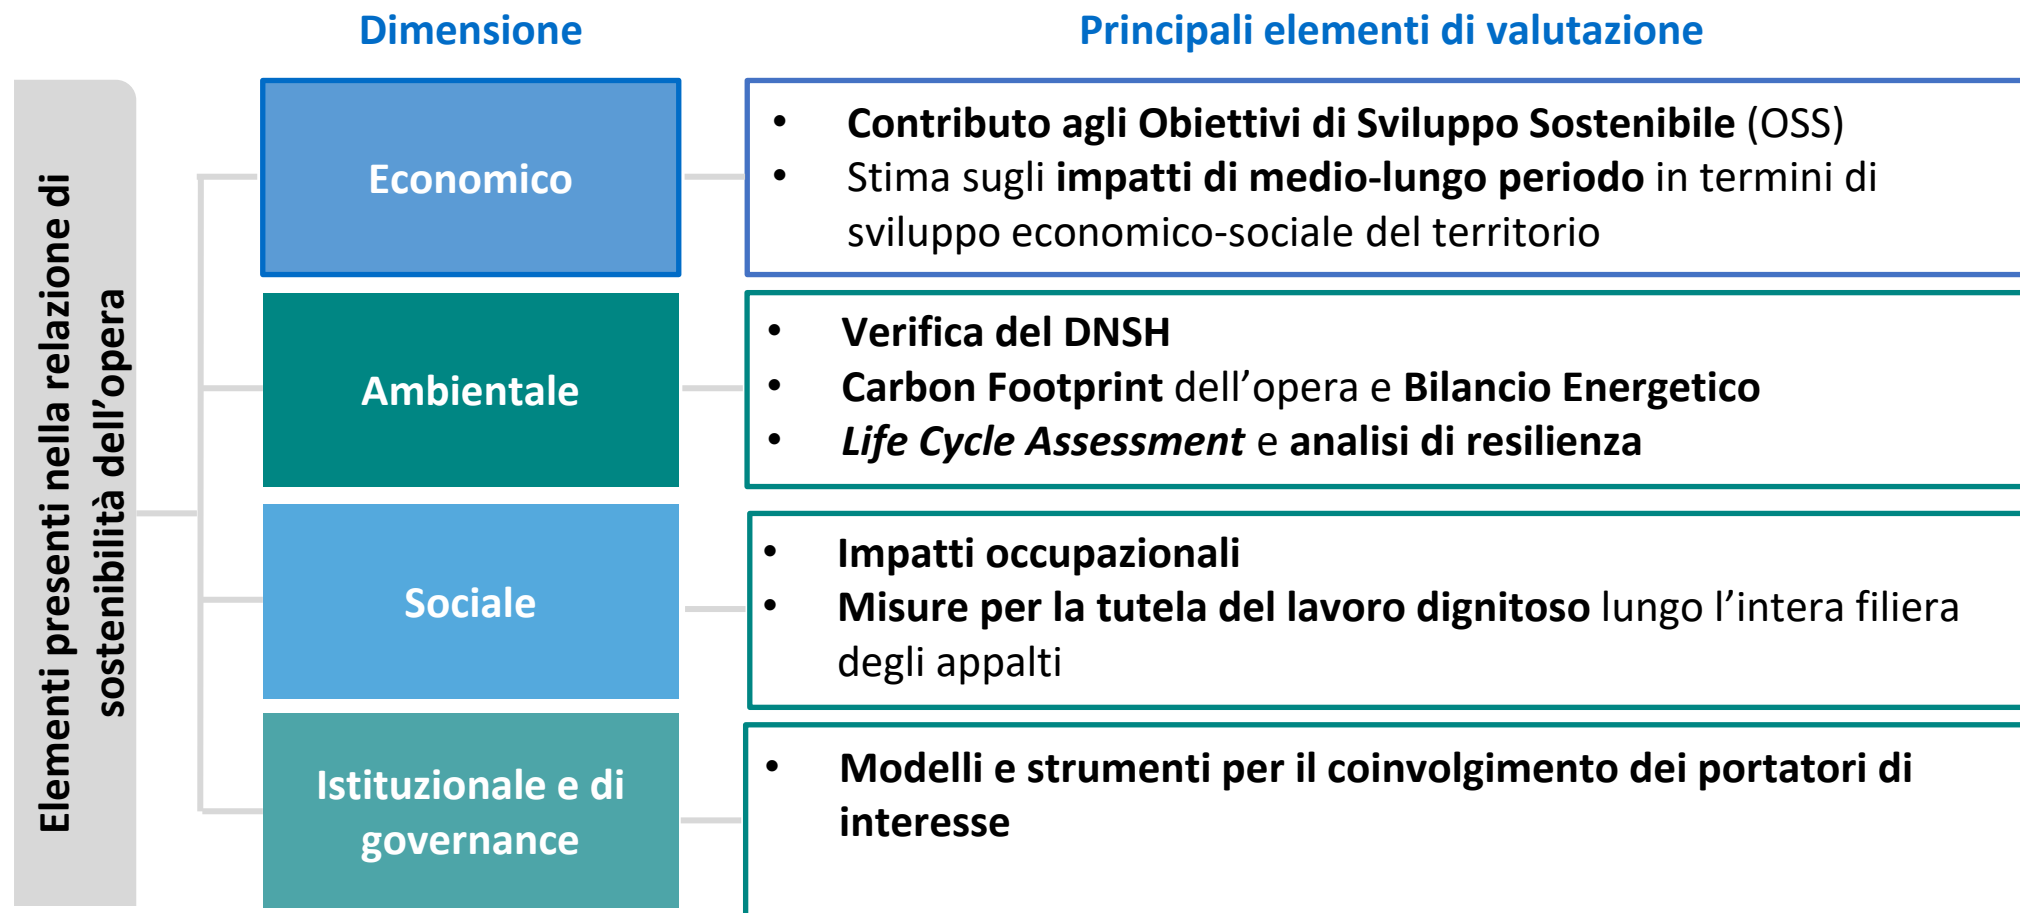 Dimensione
Principali elementi di valutazione
Elementi presenti nella relazione di
sostenibilità dell’opera
Economico
• Contributo agli Obiettivi di Sviluppo Sostenibile (OSS)
• Stima sugli impatti di medio-lungo periodo in termini di
sviluppo economico-sociale del territorio
Ambientale
• Verifica del DNSH
• Carbon Footprint dell’opera e Bilancio Energetico
• Life Cycle Assessment e analisi di resilienza
Sociale
• Impatti occupazionali
• Misure per la tutela del lavoro dignitoso lungo l’intera filiera
degli appalti
Istituzionale e di
governance
• Modelli e strumenti per il coinvolgimento dei portatori di
interesse